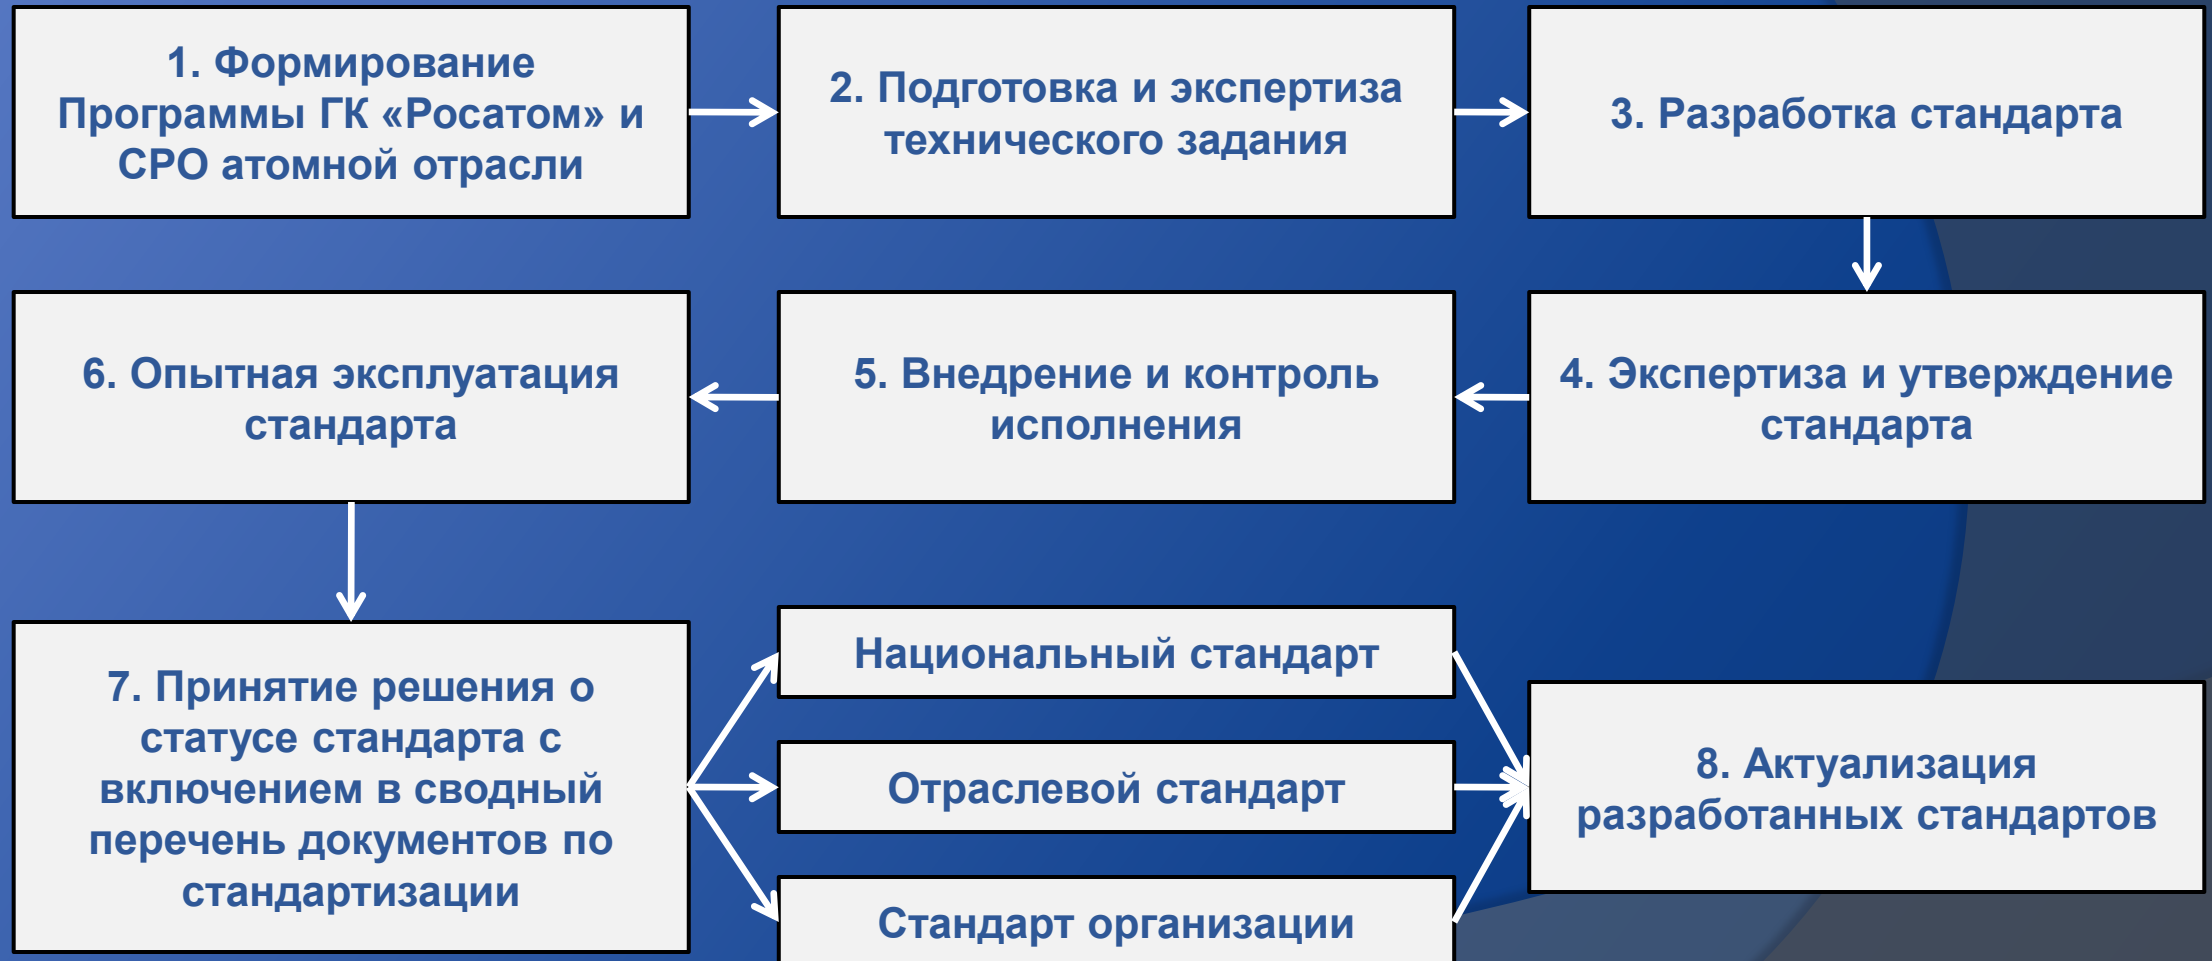 1. Формирование
Программы ГК «Росатом» и
СРО атомной отрасли
2. Подготовка и экспертиза
технического задания
3. Разработка стандарта
4. Экспертиза и утверждение
стандарта
5. Внедрение и контроль
исполнения
6. Опытная эксплуатация
стандарта
7. Принятие решения о
статусе стандарта с
включением в сводный
перечень документов по
стандартизации
Национальный стандарт
Отраслевой стандарт
Стандарт организации
8. Актуализация
разработанных стандартов